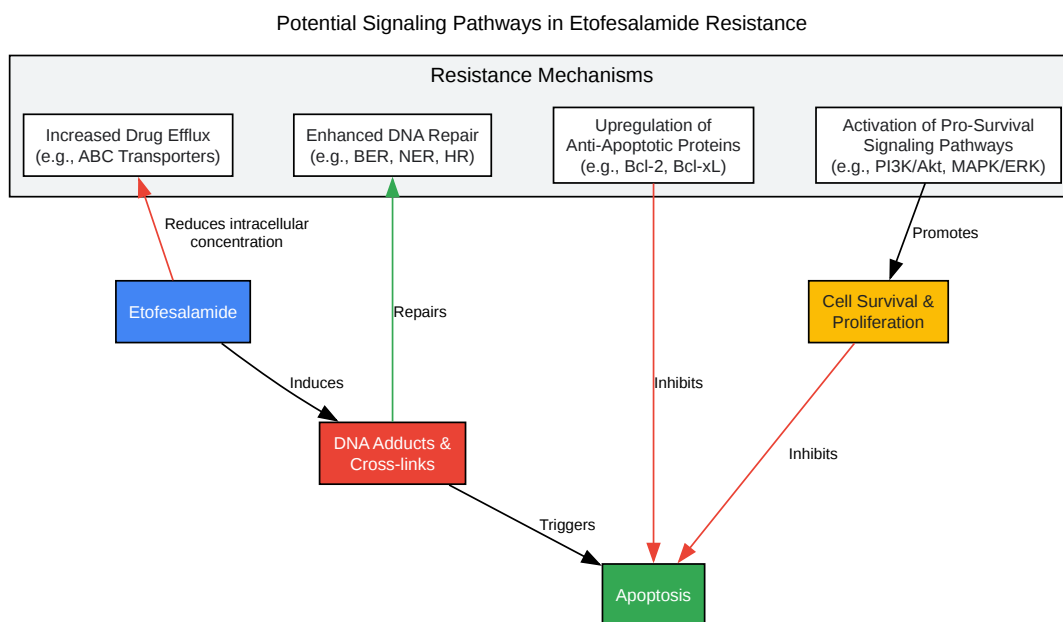 Potential Signaling Pathways in Etofesalamide Resistance
Resistance Mechanisms
Increased Drug Efflux
(e.g., ABC Transporters)
Enhanced DNA Repair
(e.g., BER, NER, HR)
Upregulation of
Anti-Apoptotic Proteins
(e.g., Bcl-2, Bcl-xL)
Activation of Pro-Survival
Signaling Pathways
(e.g., PI3K/Akt, MAPK/ERK)
Reduces intracellular
concentration
Promotes
Etofesalamide
Repairs
Cell Survival &
Proliferation
Induces
Inhibits
DNA Adducts &
Cross-links
Inhibits
Triggers
Apoptosis